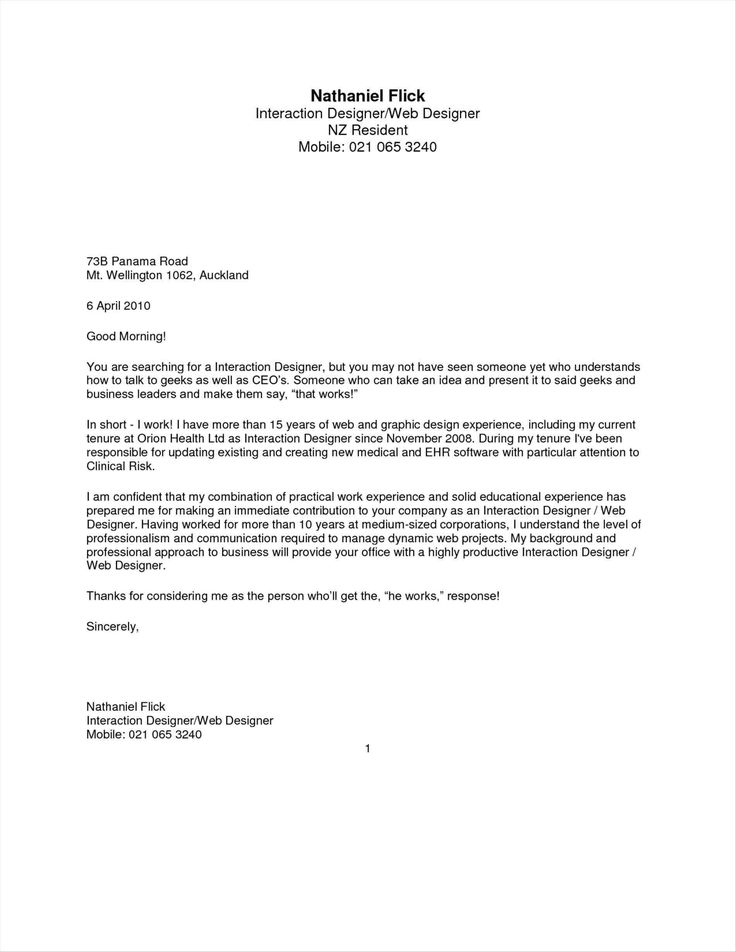 Nathaniel Flick
Interaction Designer/Web Designer
NZ Resident
Mobile: 021 065 3240
73B Panama Road
Mt. Wellington 1062, Auckland
6 April 2010
Good Morning!
You are searching for a Interaction Designer, but you may not have seen someone yet who understands
how to talk to geeks as well as CEO's. Someone who can take an idea and present it to said geeks and
business leaders and make them say, “that works!”
In short - I work! I have more than 15 years of web and graphic design experience, including my current
tenure at Orion Health Ltd as Interaction Designer since November 2008. During my tenure I've been
responsible for updating existing and creating new medical and EHR software with particular attention to
Clinical Risk.
I am confident that my combination of practical work experience and solid educational experience has
prepared me for making an immediate contribution to your company as an Interaction Designer / Web
Designer. Having worked for more than 10 years at medium-sized corporations, I understand the level of
professionalism and communication required to manage dynamic web projects. My background and
professional approach to business will provide your office with a highly productive Interaction Designer /
Web Designer.
Thanks for considering me as the person who’ll get the, “he works,” response!
Sincerely,
Nathaniel Flick
Interaction Designer/Web Designer
Mobile: 021 065 3240
1